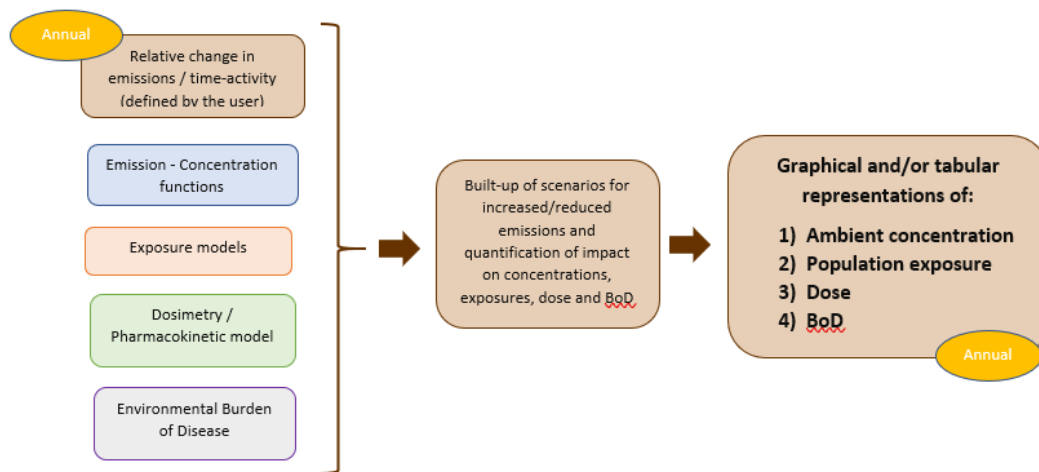 Annual
Relative change in
emissions / time-activity
(defined by the user)
Emission - Concentration
functions
Exposure models
Dosimetry /
Pharmacokinetic model
Environmental Burden
of Disease
Built-up of scenarios for
increased/reduced
emissions and
quantification of impact
on concentrations,
exposures, dose and BoD
Graphical and/or tabular
representations of:
1) Ambient concentration
2) Population exposure
3) Dose
4) BoD
Annual